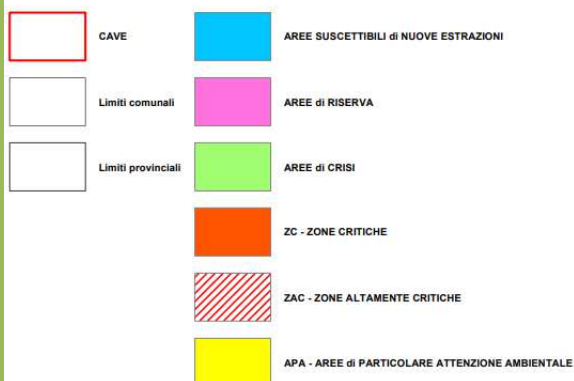 CAVE
AREE SUSCETTIBILI di NUOVE ESTRAZIONI
Limiti comunali
AREE di RISERVA
Limiti provinciali
AREE di CRISI
ZC - ZONE CRITICHE
ZAC - ZONE ALTAMENTE CRITICHE
APA - AREE di PARTICOLARE ATTENZIONE AMBIENTALE